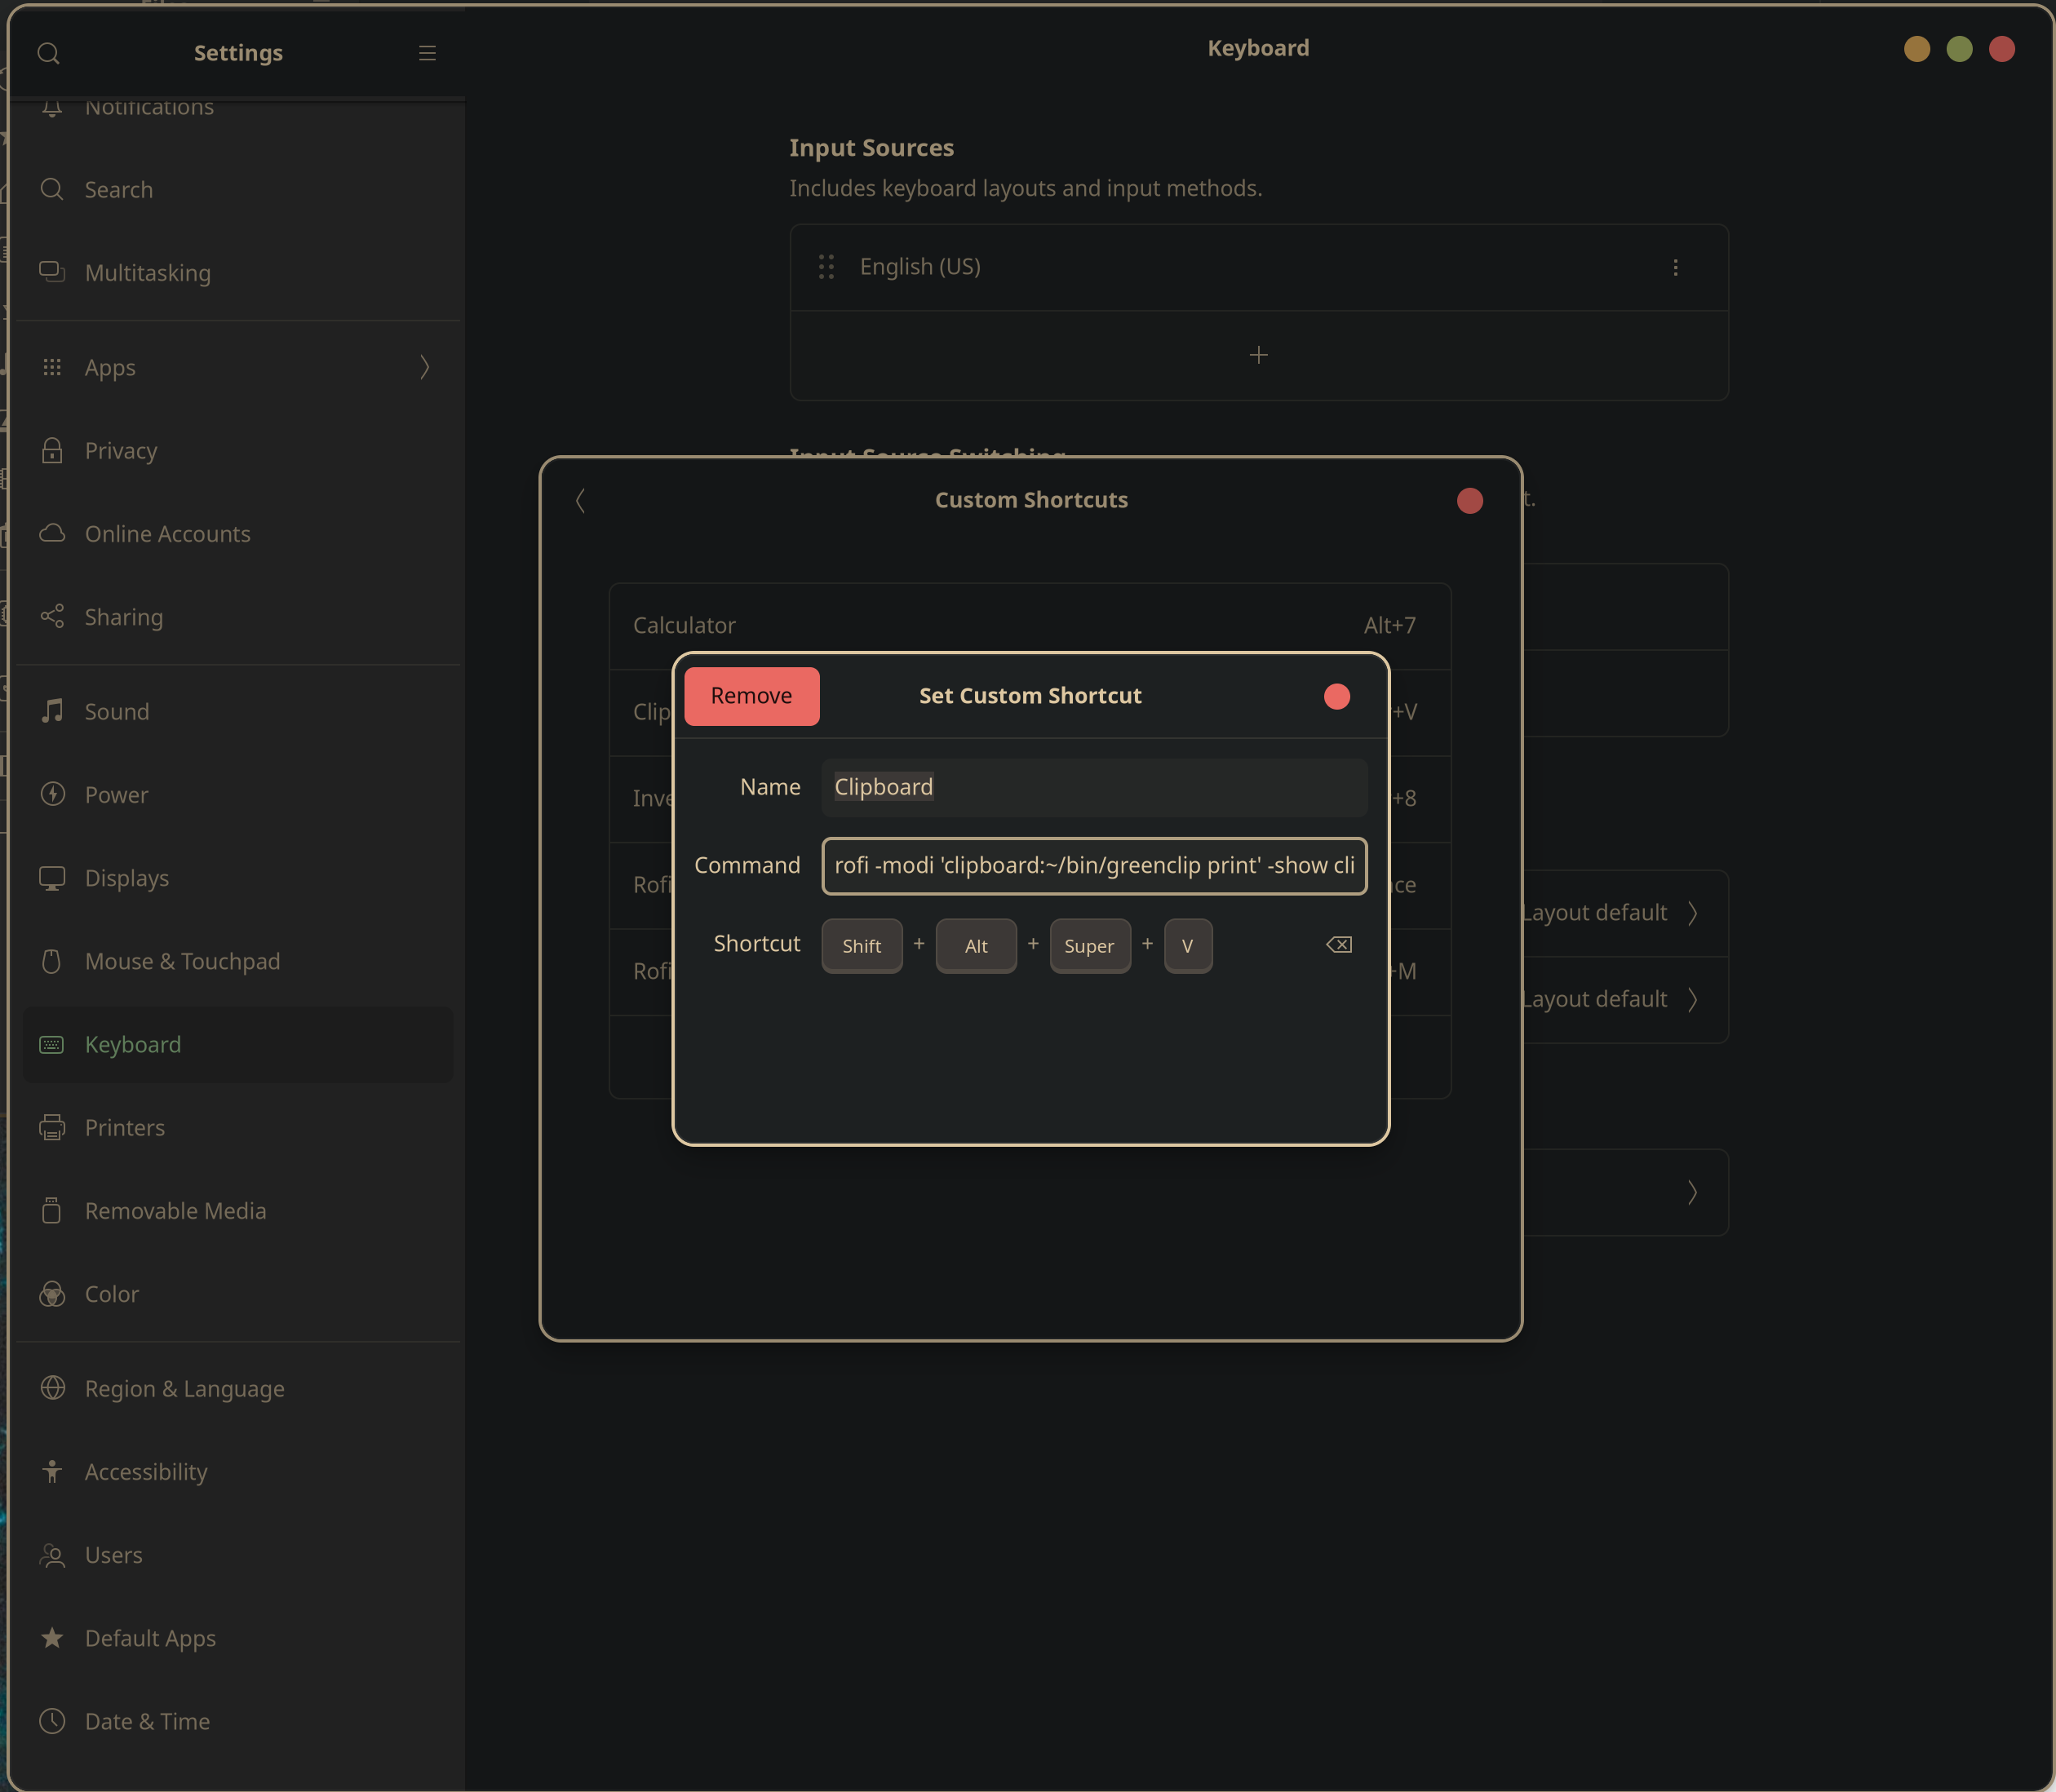 Settings
Keyboard
Notifications
Search
Multitasking
Apps
Privacy
Online Accounts
Sharing
Sound
Power
Displays
Mouse & Touchpad
Keyboard
Printers
Removable Media
Color
Region & Language
Accessibility
Users
Default Apps
Date & Time
Input Sources
Includes keyboard layouts and input methods.
English (US)
Input Source Switching
t.
Layout default
Layout default
Custom Shortcuts
Calculator Alt+7
Clip +V
Inve +8
Rofi ce
Rofi +M
Remove
Set Custom Shortcut
Name Clipboard
Command rofi -modi 'clipboard:~/bin/greenclip print' -show cli
Shortcut Shift + Alt + Super + V